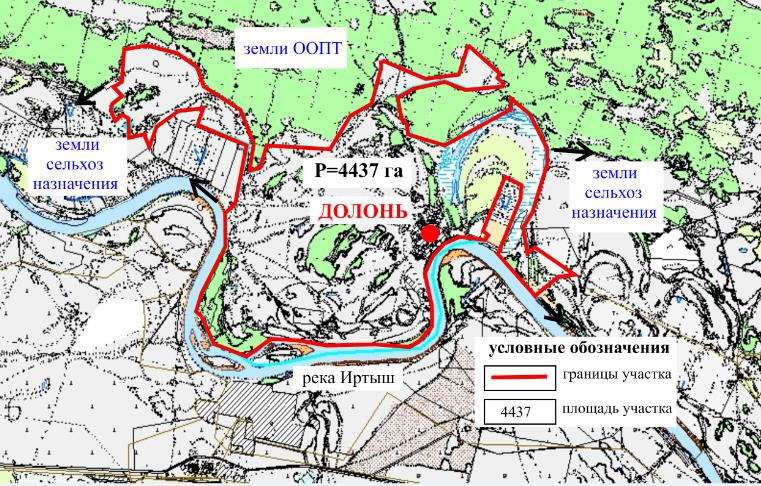 земли ООПТ
земли
сельхоз
назначения
P=4437 га
земли
сельхоз
назначения
ДОЛОНЬ
река Иртыш
условные обозначения
границы участка
4437 площадь участка